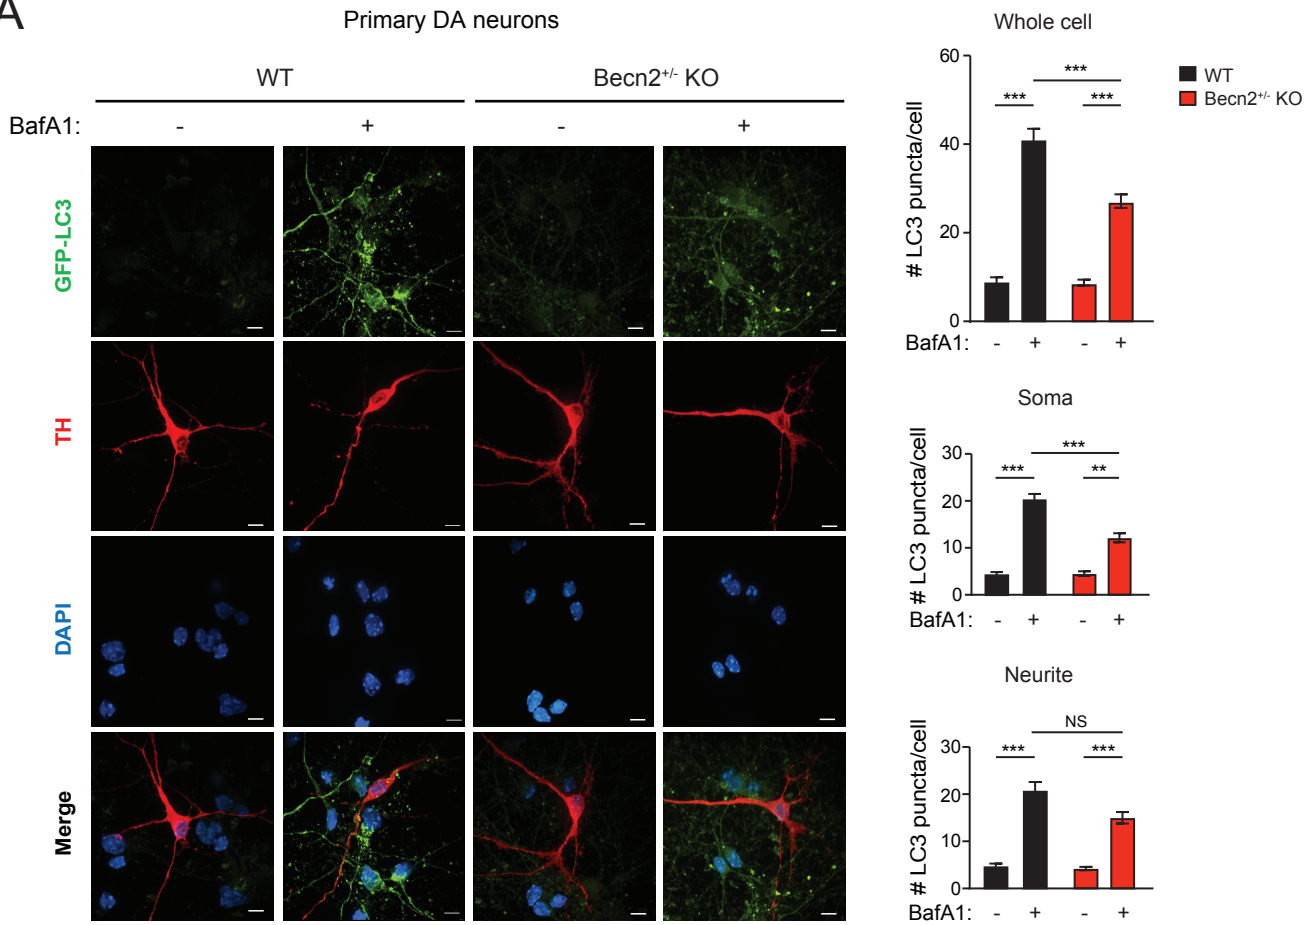 A
Primary DA neurons
WT
Becn2+/- KO
BafA1:
-
+
-
+
GFP-LC3
TH
DAPI
Merge
Whole cell
WT
Becn2+/- KO
# LC3 puncta/cell
60
40
20
0
***
***
***
BafA1:
-
+
-
+
Soma
# LC3 puncta/cell
30
20
10
0
***
***
**
BafA1:
-
+
-
+
Neurite
# LC3 puncta/cell
30
20
10
0
NS
***
***
BafA1:
-
+
-
+